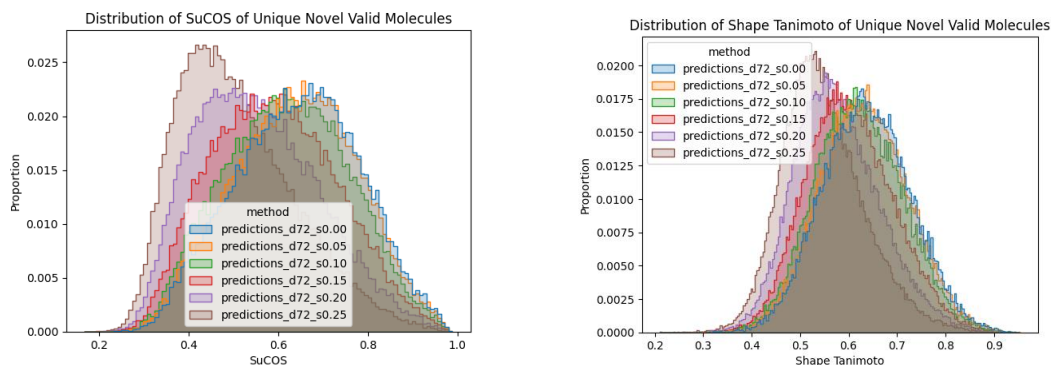 Distribution of SuCOS of Unique Novel Valid Molecules
0.025
0.020
0.015
0.010
0.005
0.000
Proportion
method
predictions_d72_s0.00
predictions_d72_s0.05
predictions_d72_s0.10
predictions_d72_s0.15
predictions_d72_s0.20
predictions_d72_s0.25
0.2 0.4 0.6 0.8 1.0
SuCOS
Distribution of Shape Tanimoto of Unique Novel Valid Molecules
0.0200
0.0175
0.0150
0.0125
0.0100
0.0075
0.0050
0.0025
0.0000
Proportion
method
predictions_d72_s0.00
predictions_d72_s0.05
predictions_d72_s0.10
predictions_d72_s0.15
predictions_d72_s0.20
predictions_d72_s0.25
0.2 0.3 0.4 0.5 0.6 0.7 0.8 0.9
Shape Tanimoto